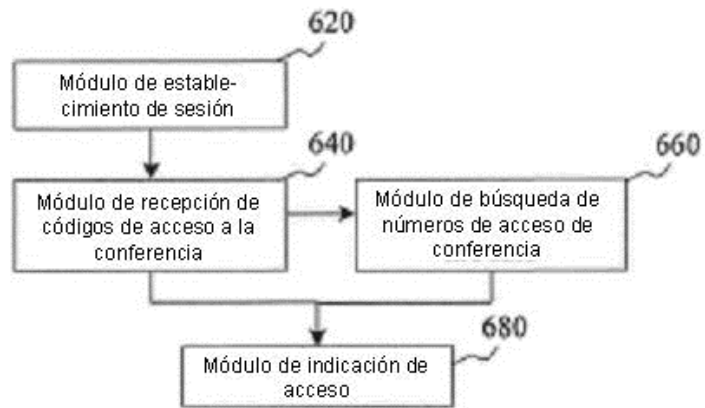 620
Módulo de estable-
cimiento de sesión
640
Módulo de recepción de
códigos de acceso a la
conferencia
660
Módulo de búsqueda de
números de acceso de
conferencia
680
Módulo de indicación de
acceso